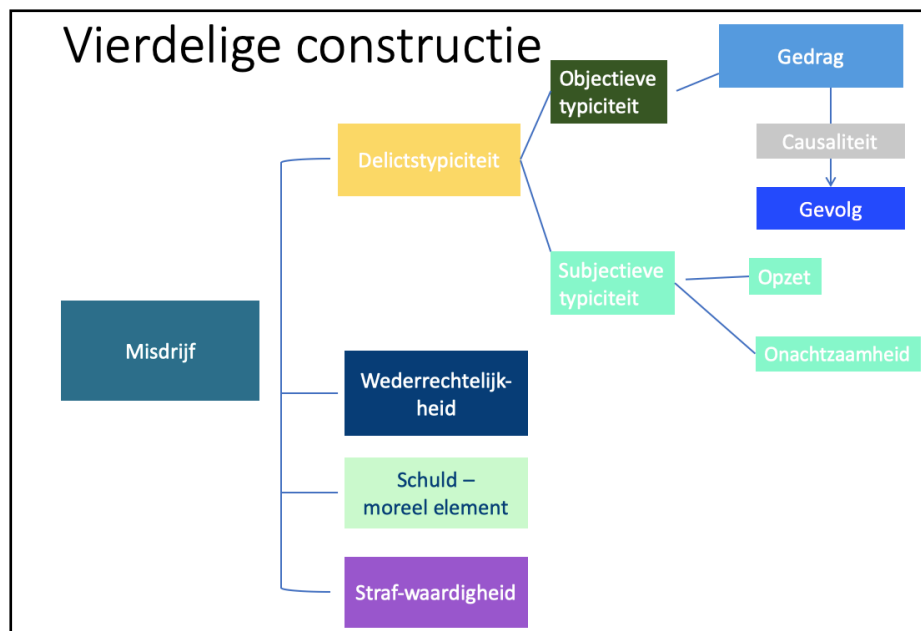 Vierdelige constructie
Objectieve
typiciteit
Gedrag
Causaliteit
Gevolg
Delictstypiciteit
Subjectieve
typiciteit
Opzet
Onachtzaamheid
Misdrijf
Wederrechtelijk-
heid
Schuld –
moreel element
Straf-waardigheid